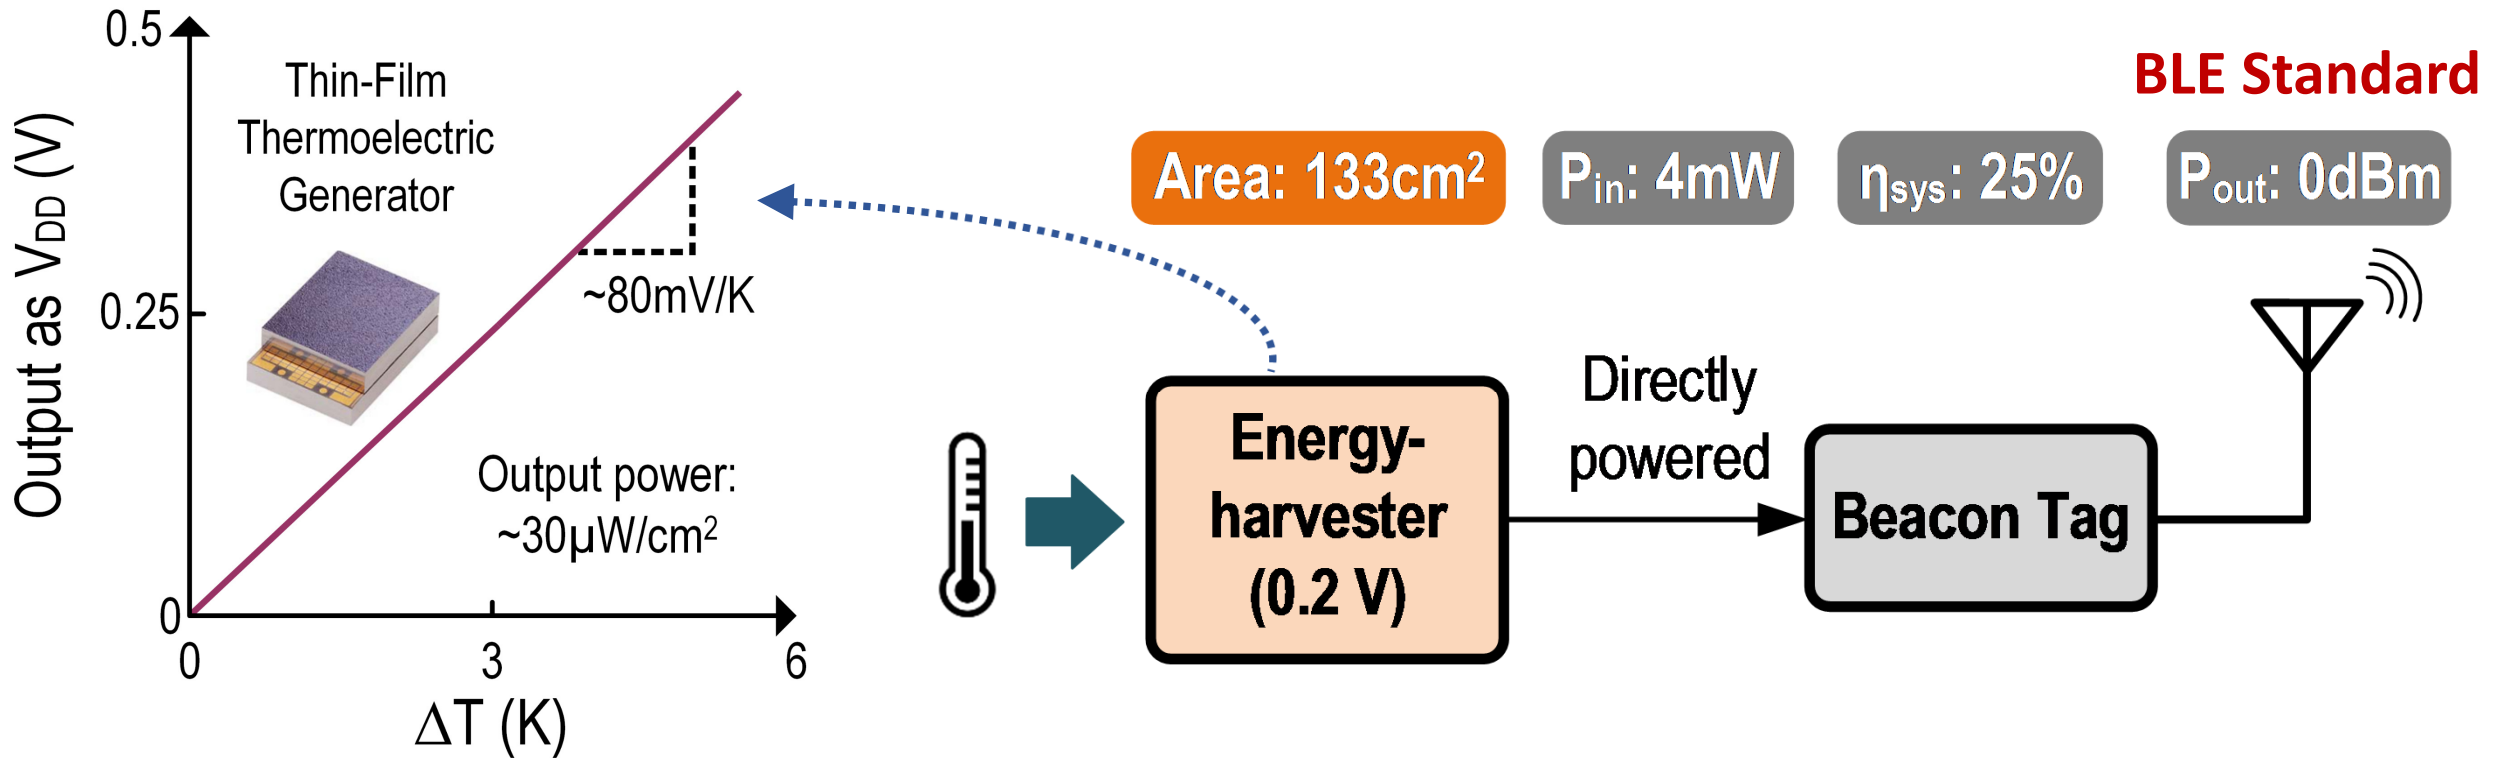 0.5
0.25
0
Output as VDD (V)
Thin-Film
Thermoelectric
Generator
~80mV/K
Output power:
~30µW/cm²
0 3 6
ΔT (K)
BLE Standard
Area: 133cm²
Pin: 4mW
ηsys: 25%
Pout: 0dBm
Energy-
harvester
(0.2 V)
Directly
powered
Beacon Tag